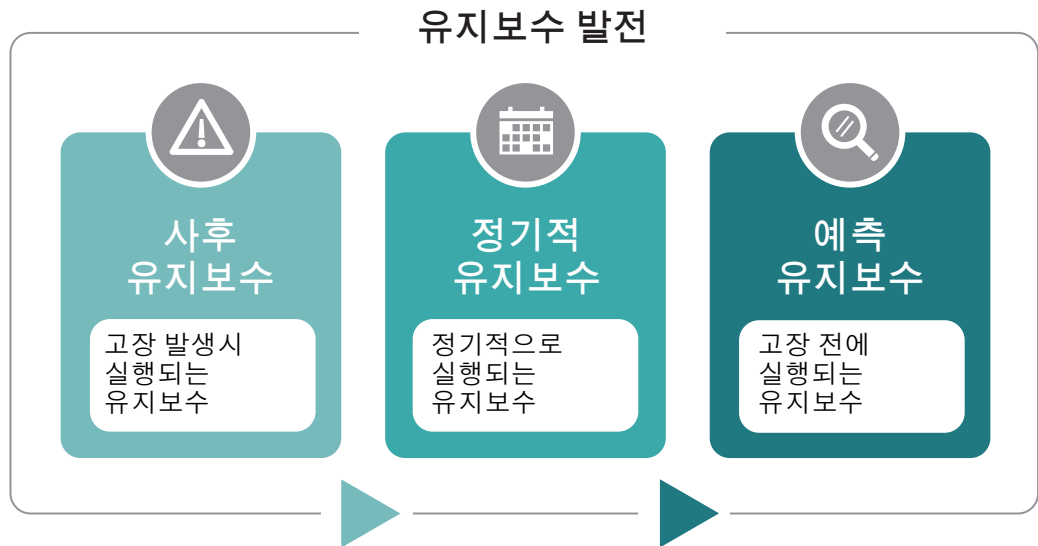 유지보수 발전
사후
유지보수
고장 발생시
실행되는
유지보수
정기적
유지보수
정기적으로
실행되는
유지보수
예측
유지보수
고장 전에
실행되는
유지보수